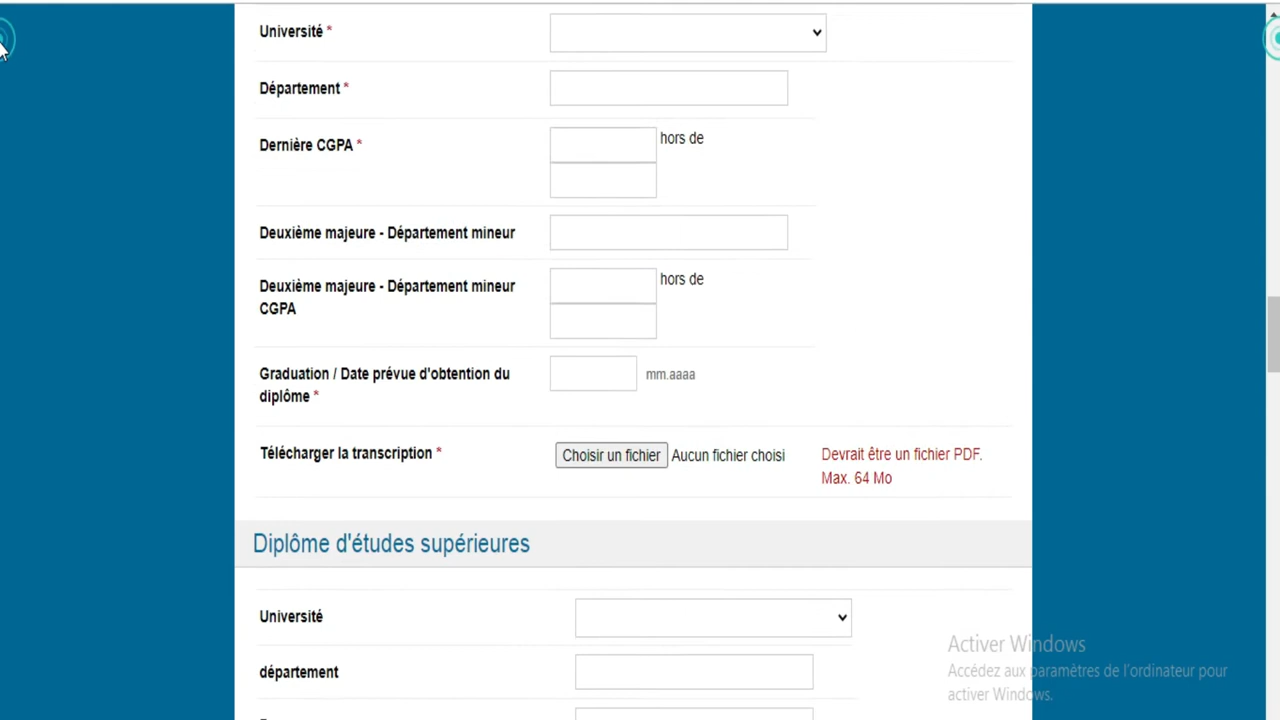 Université *
Département *
Dernière CGPA *
hors de
Deuxième majeure - Département mineur
Deuxième majeure - Département mineur
CGPA
hors de
Graduation / Date prévue d'obtention du
diplôme *
mm.aaaa
Télécharger la transcription *
Choisir un fichier Aucun fichier choisi
Devrait être un fichier PDF.
Max. 64 Mo
Diplôme d'études supérieures
Université
département
Activer Windows
Accédez aux paramètres de l'ordinateur pour
activer Windows.